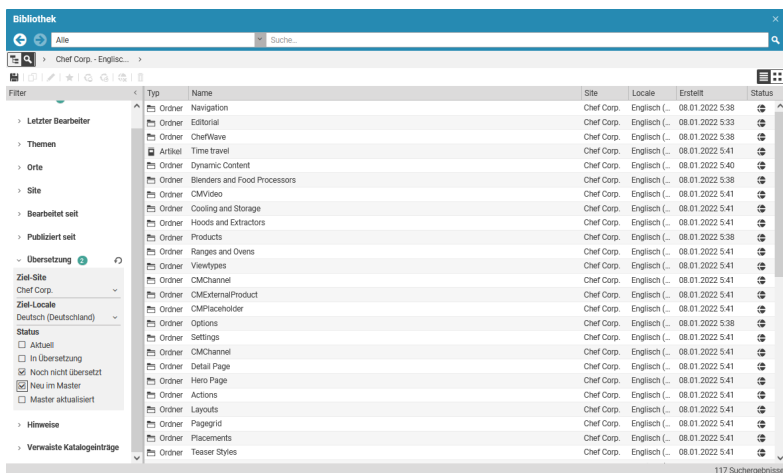 Bibliothek
Alle
Suche...
Chef Corp. - Englisc...
Filter
Typ Name Site Locale Erstellt Status
Letzter Bearbeiter
Themen
Orte
Site
Bearbeitet seit
Publiziert seit
Übersetzung 2
Ziel-Site
Chef Corp.
Ziel-Locale
Deutsch (Deutschland)
Status
Aktuell
In Übersetzung
Noch nicht übersetzt
Neu im Master
Master aktualisiert
Hinweise
Verwaiste Katalogeinträge
Ordner Navigation Chef Corp. Englisch (... 08.01.2022 5:38
Ordner Editorial Chef Corp. Englisch (... 08.01.2022 5:33
Ordner ChefWave Chef Corp. Englisch (... 08.01.2022 5:38
Artikel Time travel Chef Corp. Englisch (... 08.01.2022 5:41
Ordner Dynamic Content Chef Corp. Englisch (... 08.01.2022 5:40
Ordner Blenders and Food Processors Chef Corp. Englisch (... 08.01.2022 5:38
Ordner CMVideo Chef Corp. Englisch (... 08.01.2022 5:41
Ordner Cooling and Storage Chef Corp. Englisch (... 08.01.2022 5:41
Ordner Hoods and Extractors Chef Corp. Englisch (... 08.01.2022 5:41
Ordner Products Chef Corp. Englisch (... 08.01.2022 5:38
Ordner Ranges and Ovens Chef Corp. Englisch (... 08.01.2022 5:41
Ordner Viewtypes Chef Corp. Englisch (... 08.01.2022 5:41
Ordner CMChannel Chef Corp. Englisch (... 08.01.2022 5:41
Ordner CMExternalProduct Chef Corp. Englisch (... 08.01.2022 5:41
Ordner CMPlaceholder Chef Corp. Englisch (... 08.01.2022 5:41
Ordner Options Chef Corp. Englisch (... 08.01.2022 5:38
Ordner Settings Chef Corp. Englisch (... 08.01.2022 5:41
Ordner CMChannel Chef Corp. Englisch (... 08.01.2022 5:41
Ordner Detail Page Chef Corp. Englisch (... 08.01.2022 5:41
Ordner Hero Page Chef Corp. Englisch (... 08.01.2022 5:41
Ordner Actions Chef Corp. Englisch (... 08.01.2022 5:41
Ordner Layouts Chef Corp. Englisch (... 08.01.2022 5:41
Ordner Pagegrid Chef Corp. Englisch (... 08.01.2022 5:41
Ordner Placements Chef Corp. Englisch (... 08.01.2022 5:41
Ordner Teaser Styles Chef Corp. Englisch (... 08.01.2022 5:41
117 Suchergebnisse